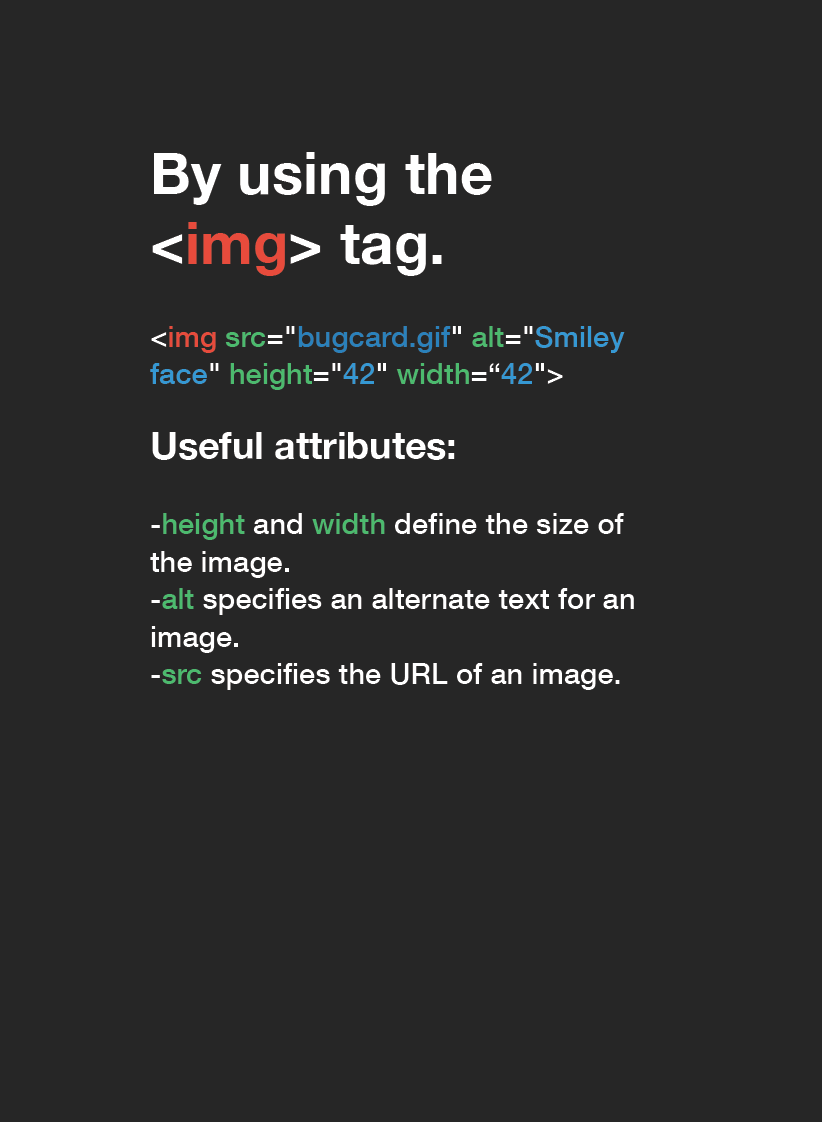 By using the
<img> tag.
<img src="bugcard.gif" alt="Smiley
face" height="42" width=“42">
Useful attributes:
-height and width define the size of
the image.
-alt specifies an alternate text for an
image.
-src specifies the URL of an image.